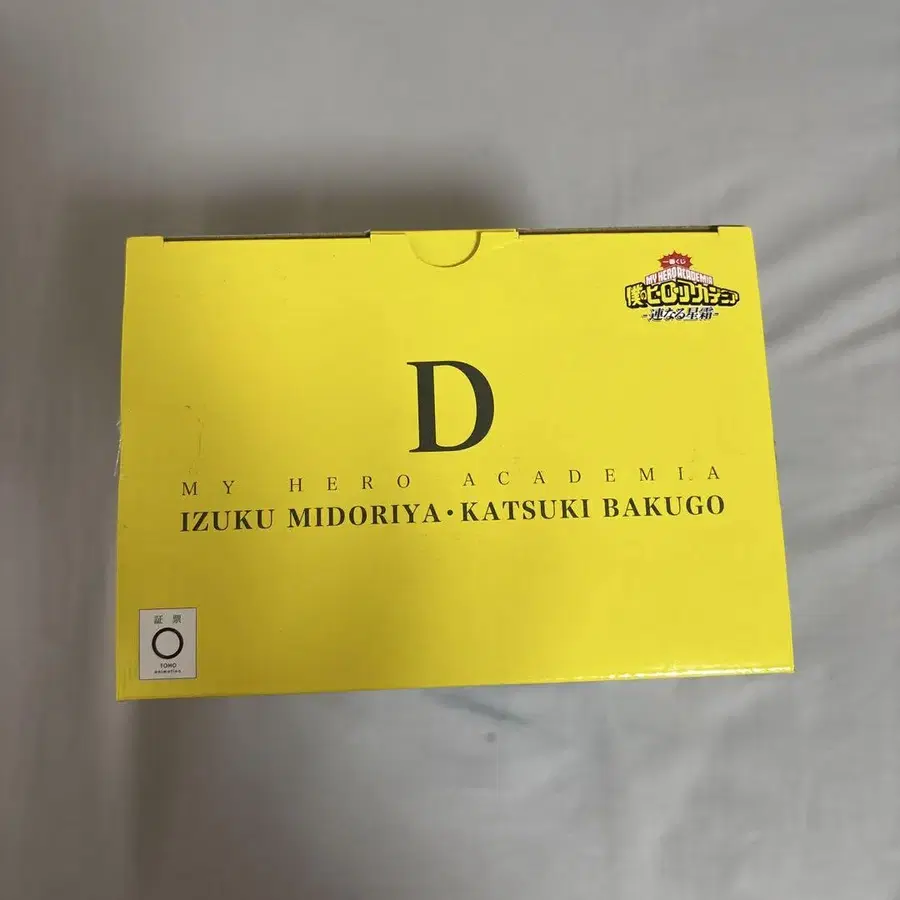 一番くじ
MY HERO ACADEMIA
僕のヒーローアカデミア
-連なる星霜-
D
MY HERO ACADEMIA
IZUKU MIDORIYA・KATSUKI BAKUGO
証票
TOHO
animation